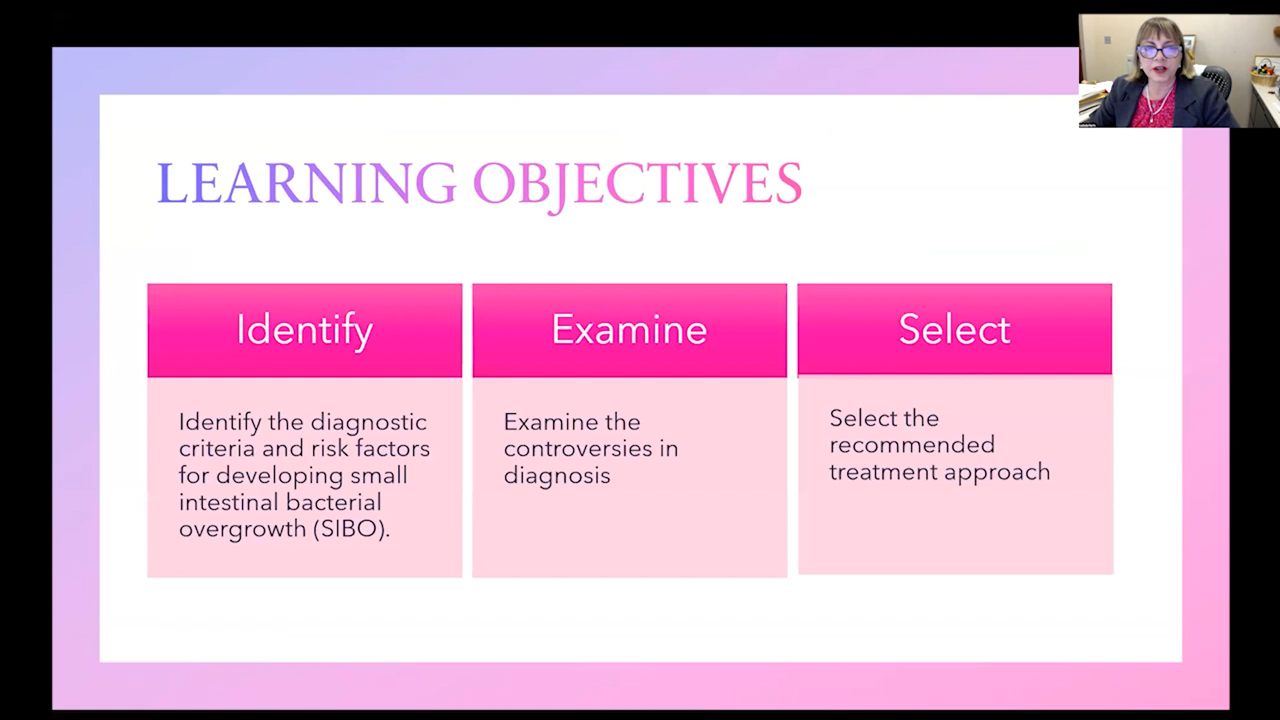 LEARNING OBJECTIVES
Identify
Identify the diagnostic
criteria and risk factors
for developing small
intestinal bacterial
overgrowth (SIBO).
Examine
Examine the
controversies in
diagnosis
Select
Select the
recommended
treatment approach